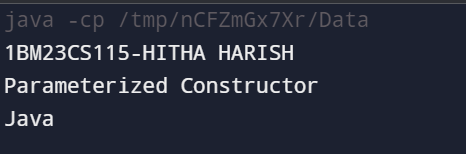 java -cp /tmp/nCFZmGx7Xr/Data
1BM23CS115-HITHA HARISH
Parameterized Constructor
Java